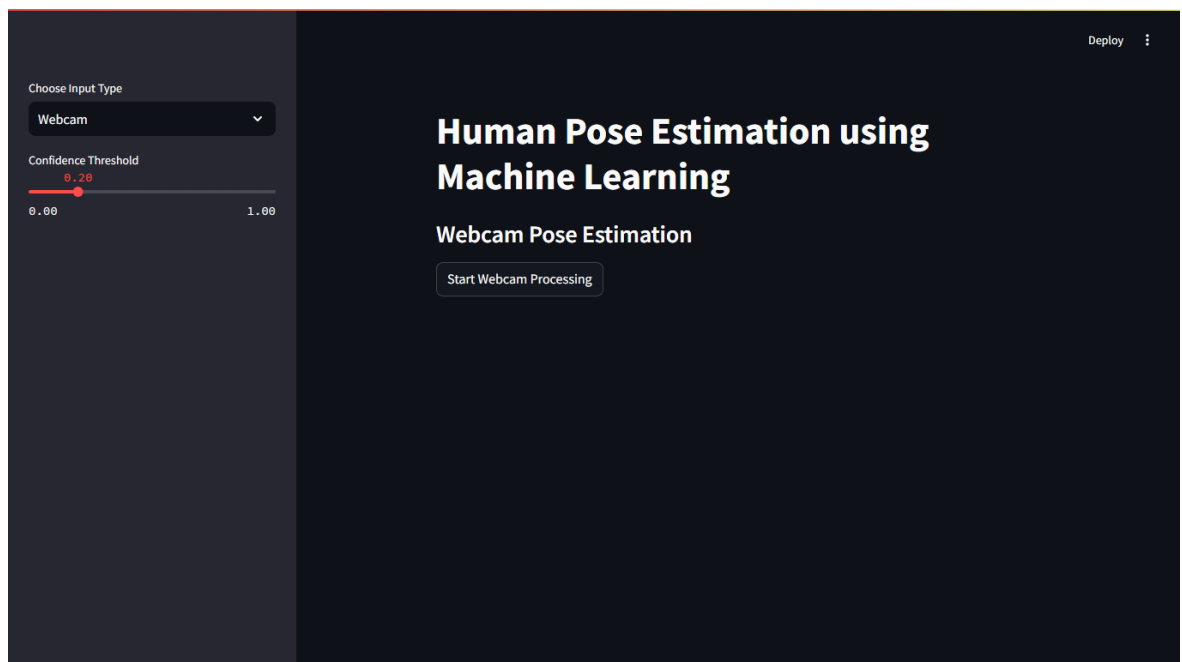 Deploy
Choose Input Type
Webcam
Confidence Threshold
0.20
0.00 1.00
Human Pose Estimation using
Machine Learning
Webcam Pose Estimation
Start Webcam Processing